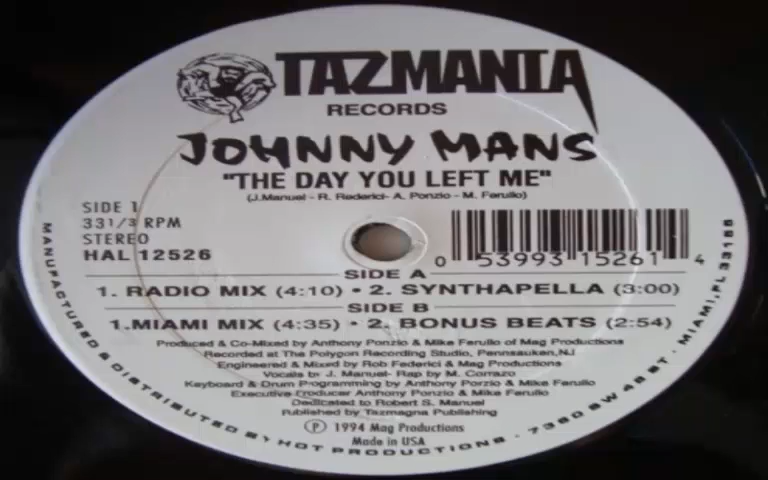 TAZMANIA
RECORDS
JOHNNY MANS
"THE DAY YOU LEFT ME"
(J.Manuel - R. Rederici- A. Ponzio - M. Ferullo)
SIDE 1
33 1/3 RPM
STEREO
HAL 12526
0 53993 15261 4
SIDE A
1. RADIO MIX (4:10) • 2. SYNTHAPELLA (3:00)
SIDE B
1.MIAMI MIX (4:35) • 2. BONUS BEATS (2:54)
Produced & Co-Mixed by Anthony Ponzio & Mike Ferullo of Mag Productions
Recorded at The Polygon Recording Studio, Pennsauken,NJ
Engineered & Mixed by Rob Federici & Mag Productions
Vocals by J. Manuel- Rap by M. Corrazo
Keyboard & Drum Programming by Anthony Ponzio & Mike Ferullo
Executive Producer Anthony Ponzio & Mike Ferullo
Dedicated to Robert S. Manuel
Published by Tazmagna Publishing
Ⓟ 1994 Mag Productions
Made in USA
MANUFACTURED & DISTRIBUTED BY HOT PRODUCTIONS - 7380 SW 48 ST. MIAMI,FL 33155